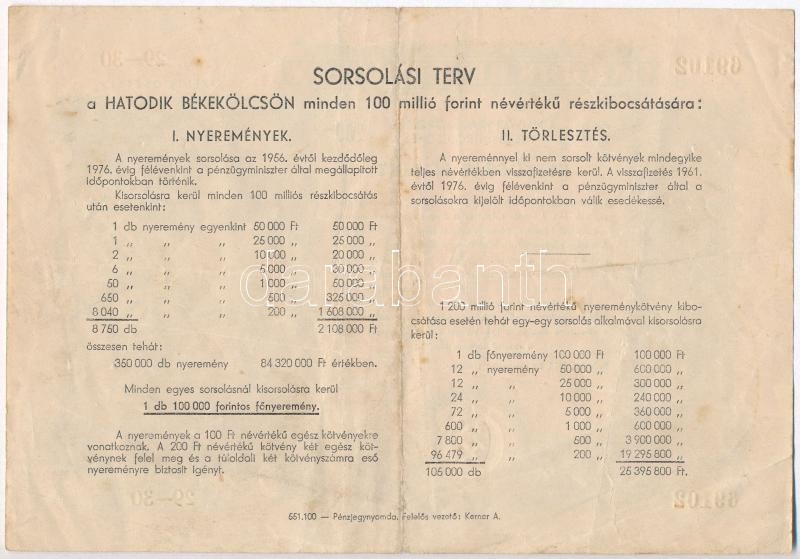 SORSOLÁSI TERV
a HATODIK BÉKEKÖLCSÖN minden 100 millió forint névértékű részkibocsátására:
I. NYEREMÉNYEK.
A nyeremények sorsolása az 1956. évtől kezdődőleg
1976. évig félévenkint a pénzügyminiszter által megállapított
időpontokban történik.
Kisorsolásra kerül minden 100 milliós részkibocsátás
után esetenkint:
1 db nyeremény egyenkint 50 000 Ft 50 000 Ft
1 „ „ „ 25 000 „ 25 000 „
2 „ „ „ 10 000 „ 20 000 „
6 „ „ „ 5 000 „ 30 000 „
50 „ „ „ 1 000 „ 50 000 „
650 „ „ „ 500 „ 325 000 „
8 040 „ „ „ 200 „ 1 608 000 „
8 750 db 2 108 000 Ft
összesen tehát:
350 000 db nyeremény 84 320 000 Ft értékben.
Minden egyes sorsolásnál kisorsolásra kerül
1 db 100 000 forintos főnyeremény.
A nyeremények a 100 Ft névértékű egész kötvényekre
vonatkoznak. A 200 Ft névértékű kötvény két egész köt-
vénynek felel meg és a túloldali két kötvényszámra eső
nyereményre biztosit igényt.
II. TÖRLESZTÉS.
A nyereménnyel ki nem sorsolt kötvények mindegyike
teljes névértékben visszafizetésre kerül. A visszafizetés 1961.
évtől 1976. évig félévenkint a pénzügyminiszter által a
sorsolásokra kijelölt időpontokban válik esedékessé.
1 200 millió forint névértékű nyereménykötvény kibo-
csátása esetén tehát egy-egy sorsolás alkalmával kisorsolásra
kerül:
1 db főnyeremény 100 000 Ft 100 000 Ft
12 „ nyeremény 50 000 „ 600 000 „
12 „ „ 25 000 „ 300 000 „
24 „ „ 10 000 „ 240 000 „
72 „ „ 5 000 „ 360 000 „
600 „ „ 1 000 „ 600 000 „
7 800 „ „ 500 „ 3 900 000 „
96 479 „ „ 200 „ 19 295 800 „
105 000 db 25 395 800 Ft.
551.100 — Pénzjegynyomda. Felelős vezető: Kerner A.
darabanth